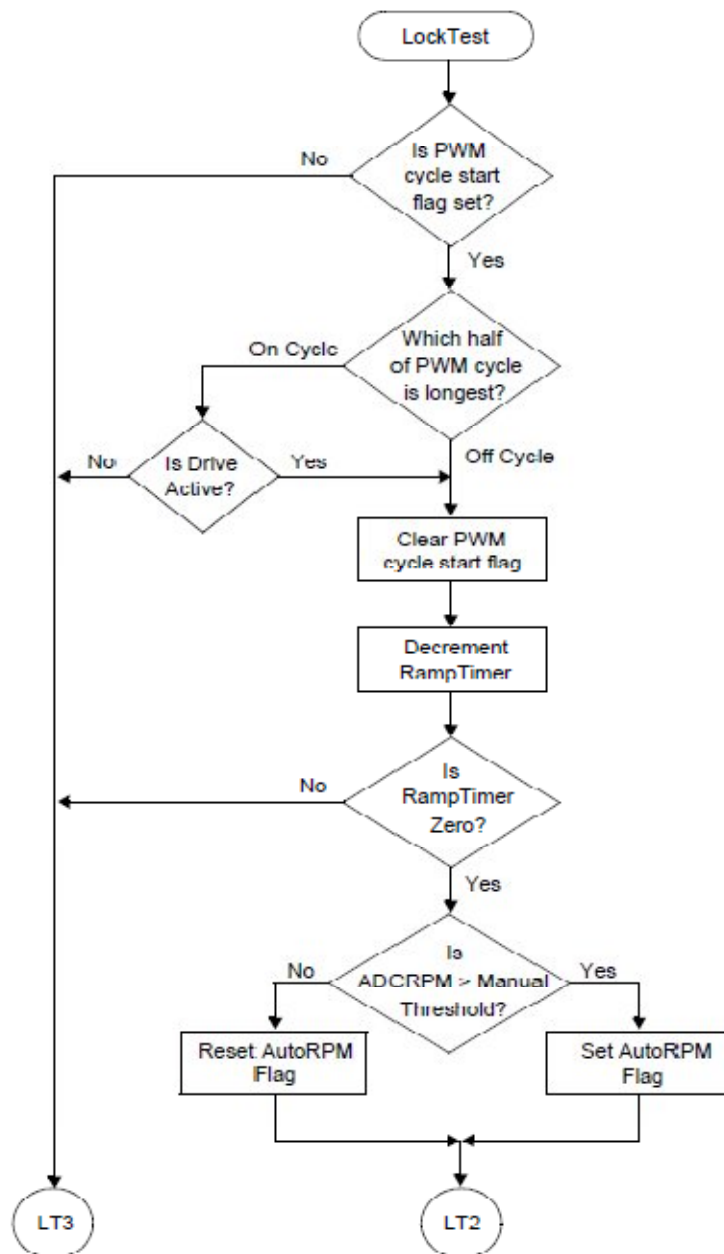 LockTest
No
Is PWM
cycle start
flag set?
Yes
Which half
of PWM cycle
is longest?
On Cycle
Off Cycle
No
Is Drive
Active?
Yes
Clear PWM
cycle start flag
Decrement
RampTimer
No
Is
RampTimer
Zero?
Yes
Is
ADCRPM > Manual
Threshold?
No
Yes
Reset AutoRPM
Flag
Set AutoRPM
Flag
LT3
LT2